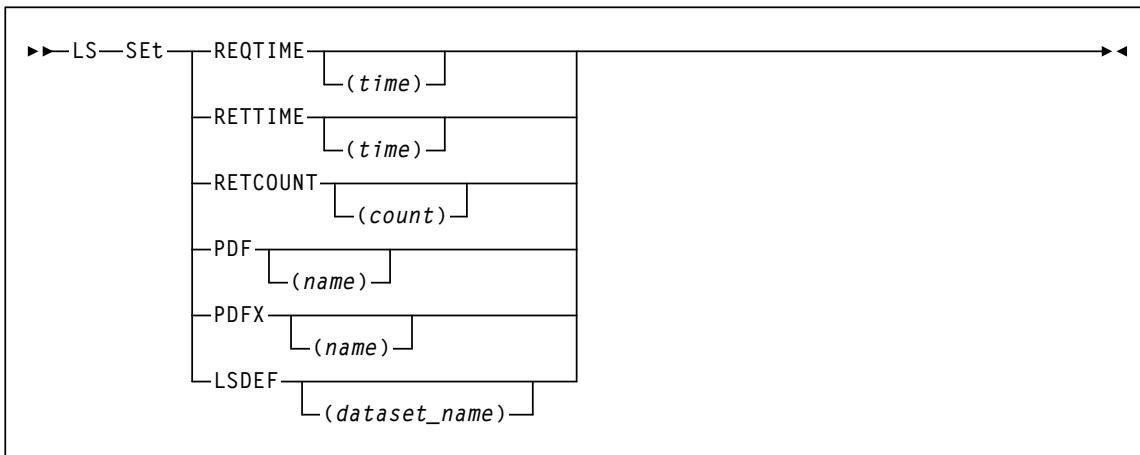 LS SEt REQTIME
(time)
RETTIME
(time)
RETCOUNT
(count)
PDF
(name)
PDFX
(name)
LSDEF
(dataset_name)